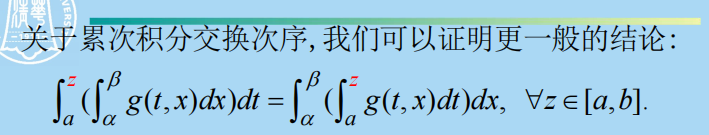 关于累次积分交换次序,我们可以证明更一般的结论:
∫_a^z (∫_α^β g(t,x)dx)dt = ∫_α^β (∫_a^z g(t,x)dt)dx, ∀z∈[a,b].